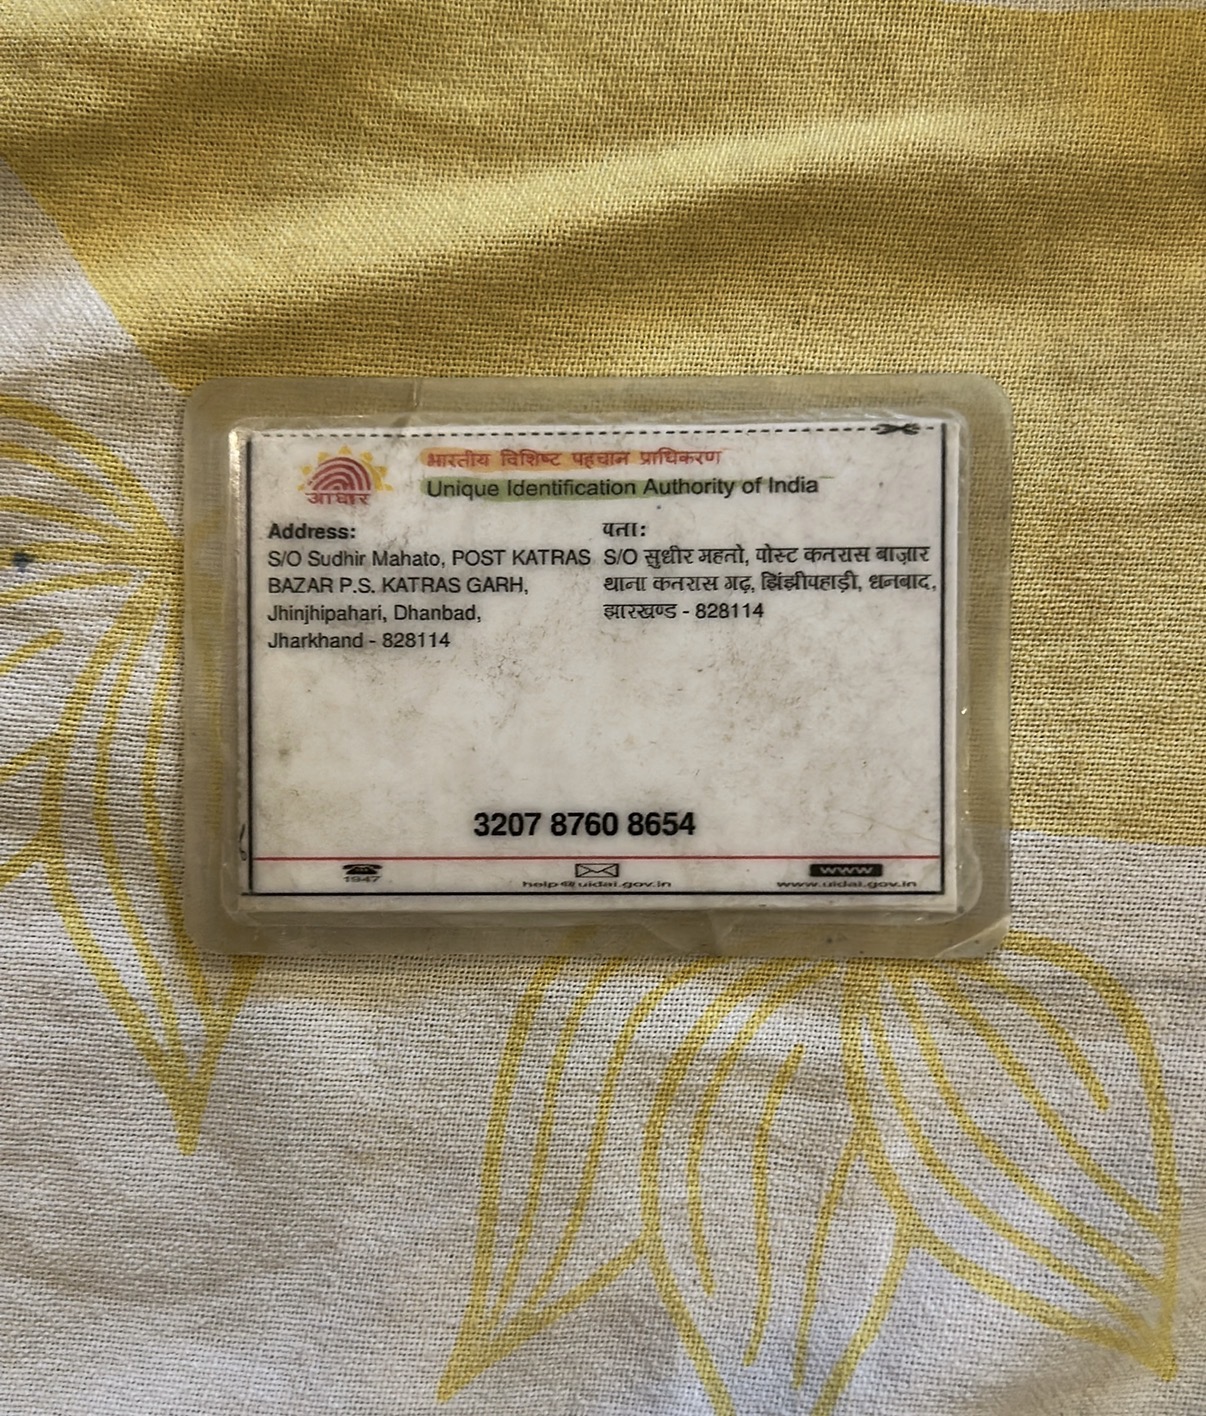 आधार
भारतीय विशिष्ट पहचान प्राधिकरण
Unique Identification Authority of India
Address:
S/O Sudhir Mahato, POST KATRAS
BAZAR P.S. KATRAS GARH,
Jhinjhipahari, Dhanbad,
Jharkhand - 828114
पता:
S/O सुधीर महतो, पोस्ट कतरास बाज़ार
थाना कतरास गढ़, झिंझीपहाड़ी, धनबाद,
झारखण्ड - 828114
3207 8760 8654
1947
help@uidai.gov.in
www
www.uidai.gov.in